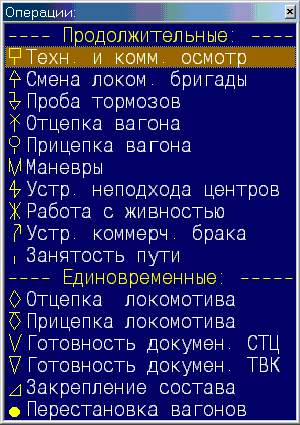 Операции:
---- Продолжительные: ----
Техн. и комм. осмотр
Смена локом. бригады
Проба тормозов
Отцепка вагона
Прицепка вагона
Маневры
Устр. неподхода центров
Работа с живностью
Устр. коммерч. брака
Занятость пути
---- Единовременные: -----
Отцепка  локомотива
Прицепка локомотива
Готовность докумен. СТЦ
Готовность докумен. ТВК
Закрепление состава
Перестановка вагонов